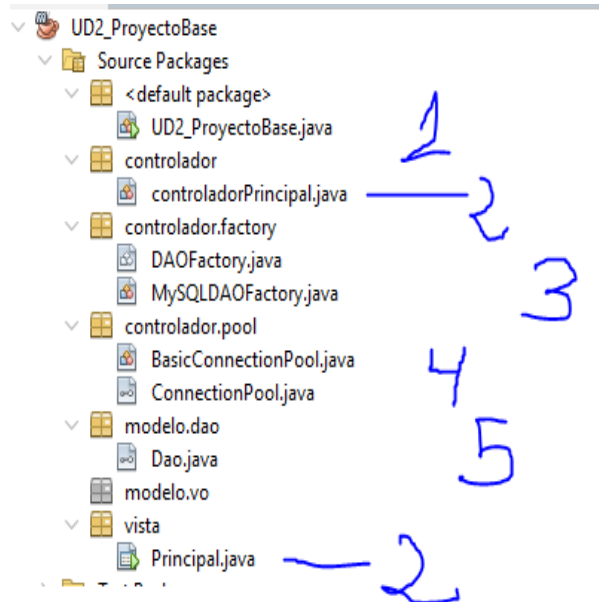 UD2_ProyectoBase
Source Packages
<default package>
UD2_ProyectoBase.java
1
controlador
controladorPrincipal.java 2
controlador.factory
DAOFactory.java
3
MySQLDAOFactory.java
controlador.pool
BasicConnectionPool.java
4
ConnectionPool.java
modelo.dao
5
Dao.java
modelo.vo
vista
Principal.java 2